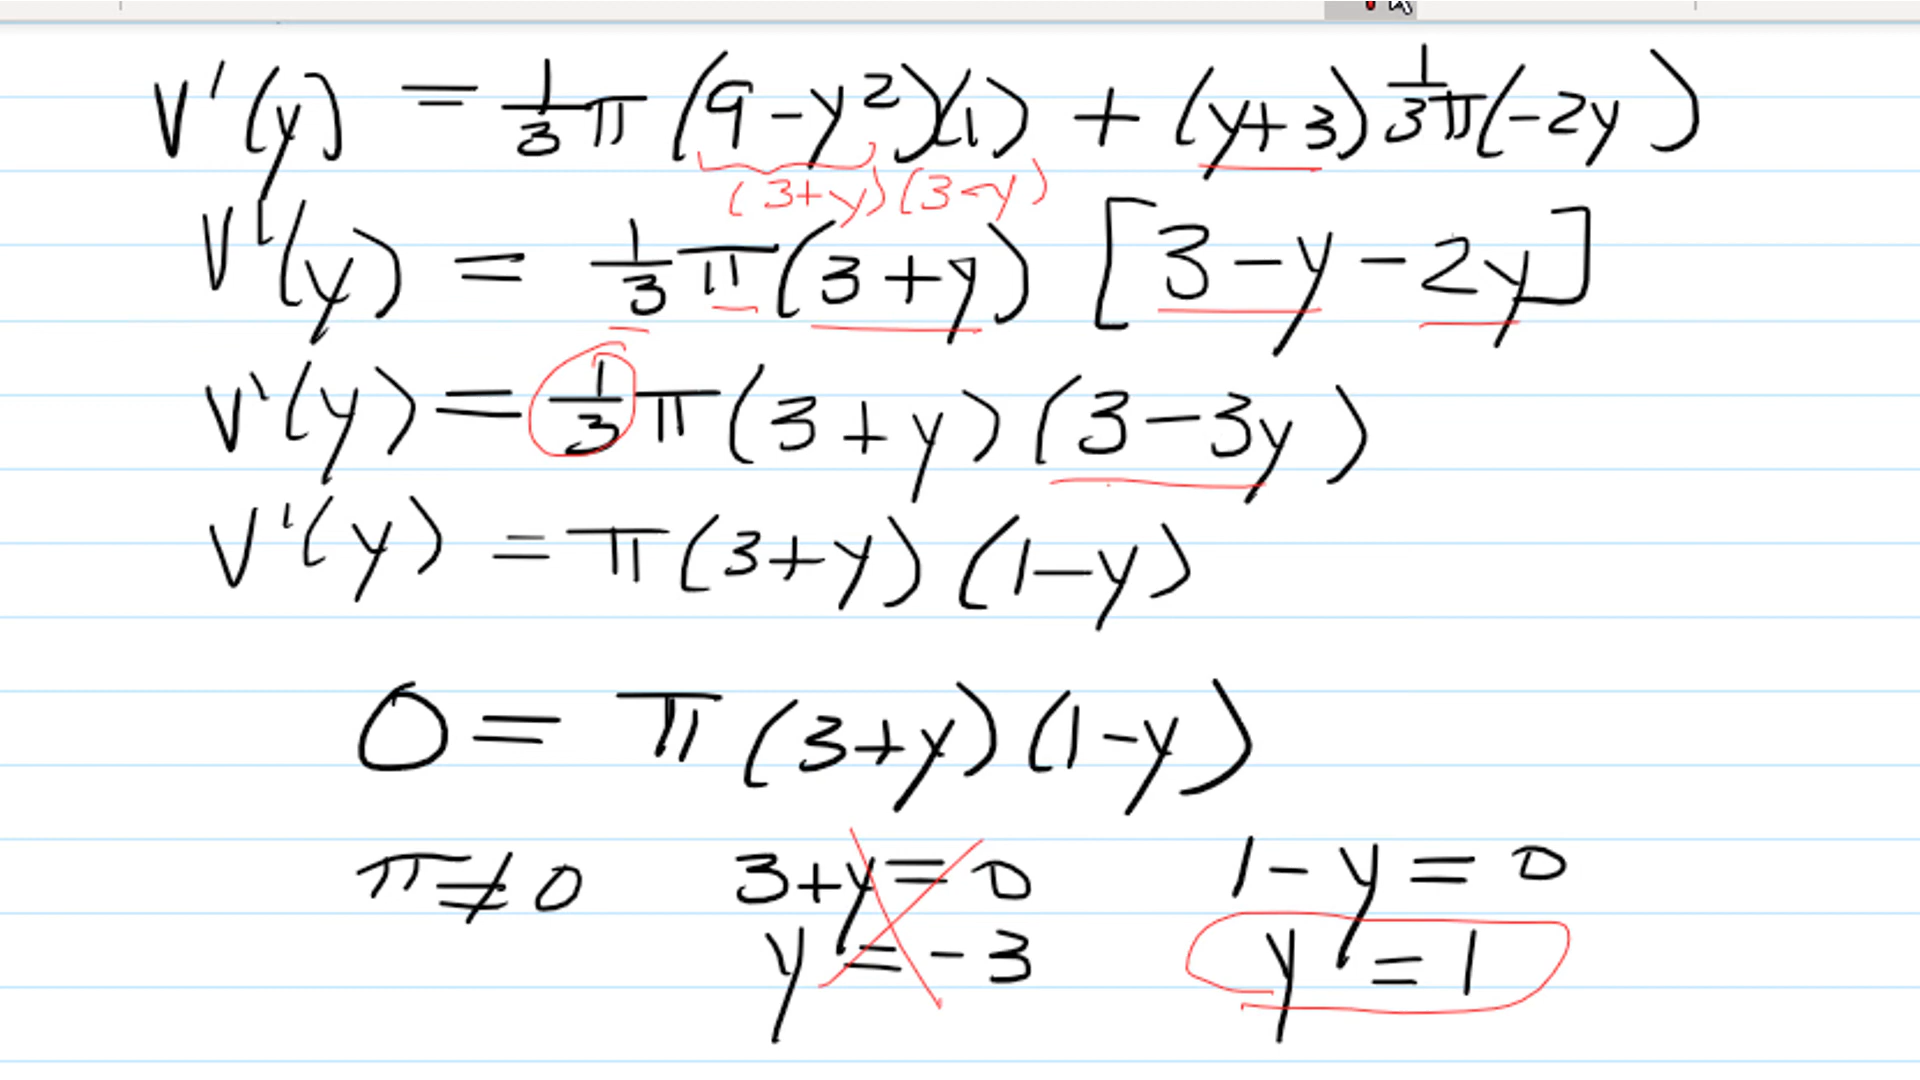 V'(y) = 1/3 π (9 - y²)(1) + (y+3) 1/3 π(-2y)
(3+y)(3-y)
V'(y) = 1/3 π (3+y) [3-y-2y]
V'(y) = 1/3 π (3+y)(3-3y)
V'(y) = π(3+y)(1-y)
0 = π(3+y)(1-y)
π ≠ 0 3+y=0 1-y=0
y=-3 y=1